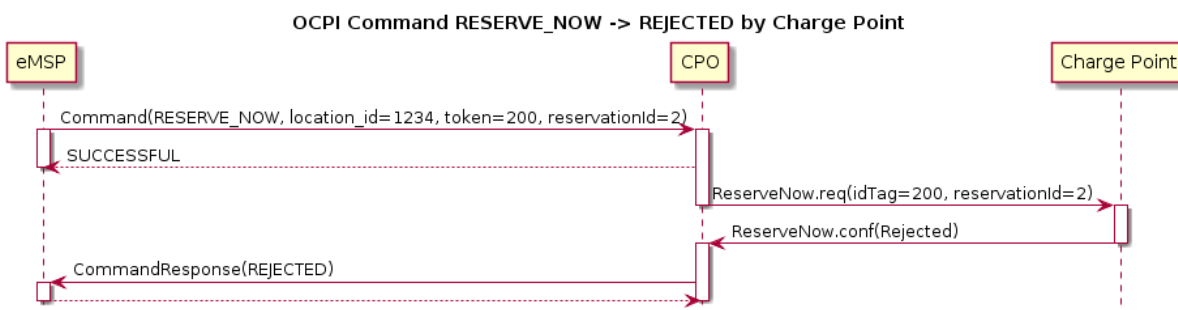 OCPI Command RESERVE_NOW -> REJECTED by Charge Point
eMSP
CPO
Charge Point
Command(RESERVE_NOW, location_id=1234, token=200, reservationId=2)
SUCCESSFUL
ReserveNow.req(idTag=200, reservationId=2)
ReserveNow.conf(Rejected)
CommandResponse(REJECTED)